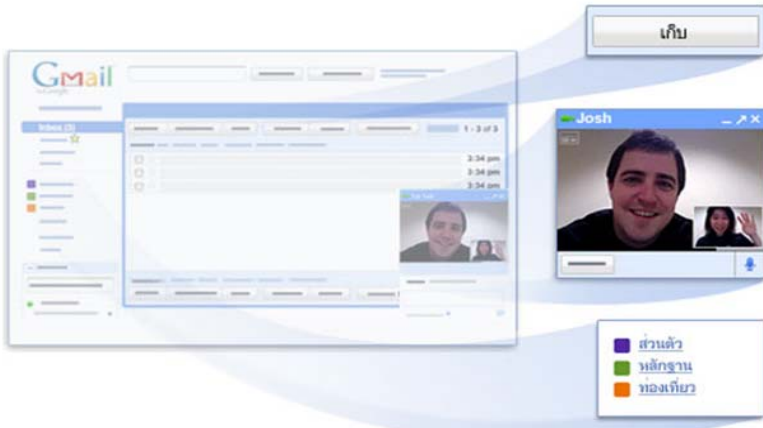 เก็บ
Gmail
Inbox (3)
1 - 3 of 3
3:34 pm
3:34 pm
3:34 pm
Josh
ส่วนตัว
หลักฐาน
ท่องเที่ยว